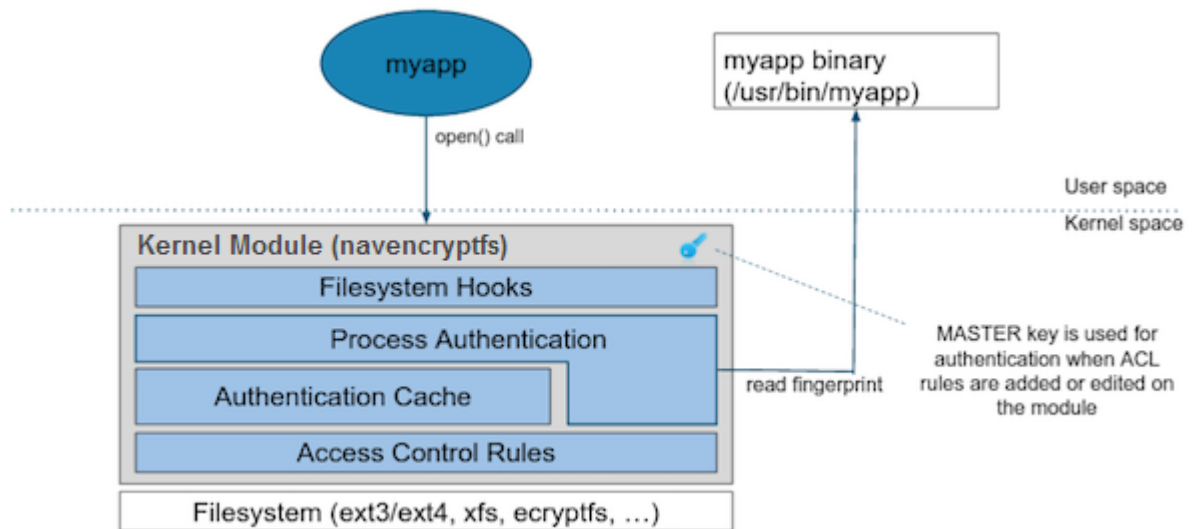 myapp
myapp binary
(/usr/bin/myapp)
open() call
User space
Kernel space
Kernel Module (navencryptfs)
Filesystem Hooks
Process Authentication
Authentication Cache
read fingerprint
Access Control Rules
MASTER key is used for
authentication when ACL
rules are added or edited on
the module
Filesystem (ext3/ext4, xfs, ecryptfs, …)